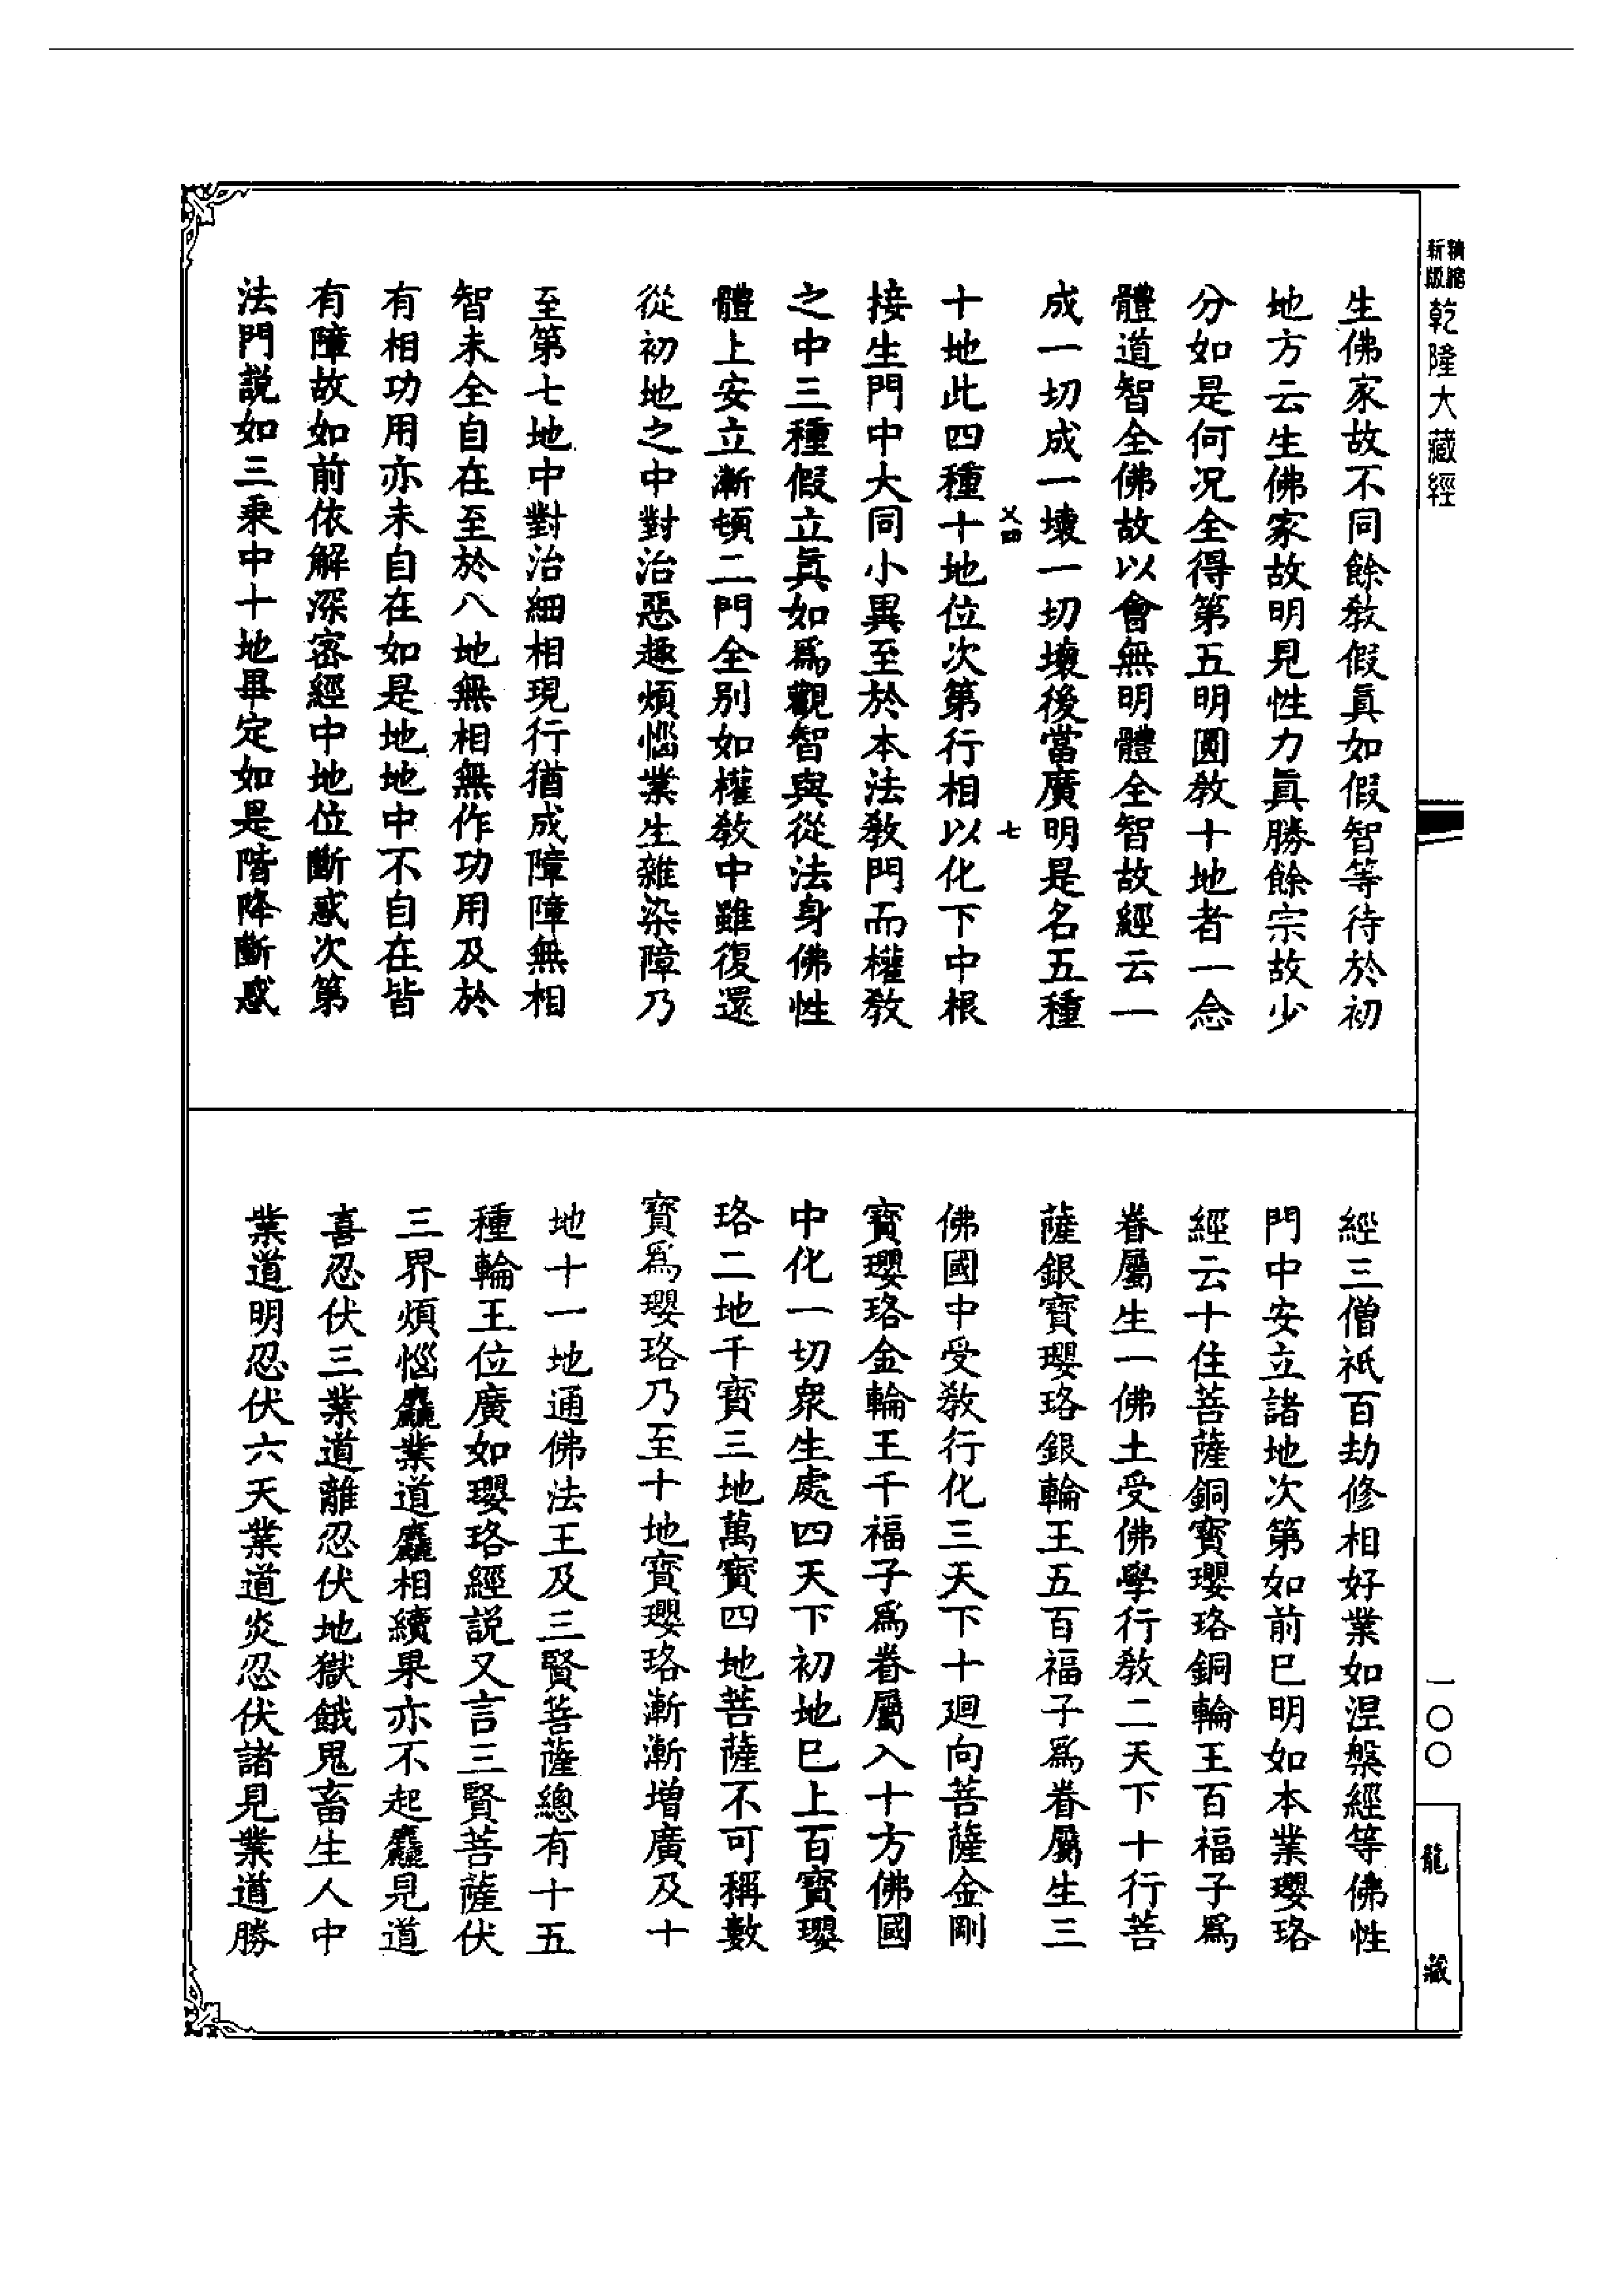 精縮新版
乾隆大藏經
生佛家故不同餘敎假眞如假智等待於初
地方云生佛家故明見性力眞勝餘宗故少
分如是何況全得第五明圓敎十地者一念
體道智全佛故以會無明體全智故經云一
成一切成一壞一切壞後當廣明是名五種
乂四 七
十地此四種十地位次第行相以化下中根
接生門中大同小異至於本法敎門而權敎
之中三種假立眞如爲觀智與從法身佛性
體上安立漸頓二門全別如權敎中雖復還
從初地之中對治惡趣煩惱業生雜染障乃
至第七地中對治細相現行猶成障障無相
智未全自在至於八地無相無作功用及於
有相功用亦未自在如是地地中不自在皆
有障故如前依解深密經中地位斷惑次第
法門說如三乘中十地畢定如是階降斷惑
經三僧祇百劫修相好業如涅槃經等佛性
門中安立諸地次第如前巳明如本業瓔珞
經云十住菩薩銅寳瓔珞銅輪王百福子爲
眷屬生一佛土受佛學行敎二天下十行菩
薩銀寳瓔珞銀輪王五百福子爲眷屬生三
佛國中受敎行化三天下十廻向菩薩金剛
寳瓔珞金輪王千福子爲眷屬入十方佛國
中化一切衆生處四天下初地巳上百寳瓔
珞二地千寳三地萬寳四地菩薩不可稱數
寳爲瓔珞乃至十地寳瓔珞漸漸增廣及十
地十一地通佛法王及三賢菩薩總有十五
種輪王位廣如瓔珞經說又言三賢菩薩伏
三界煩惱麤業道麤相續果亦不起麤見道
喜忍伏三業道離忍伏地獄餓鬼畜生人中
業道明忍伏六天業道炎忍伏諸見業道勝
一〇〇
龍藏